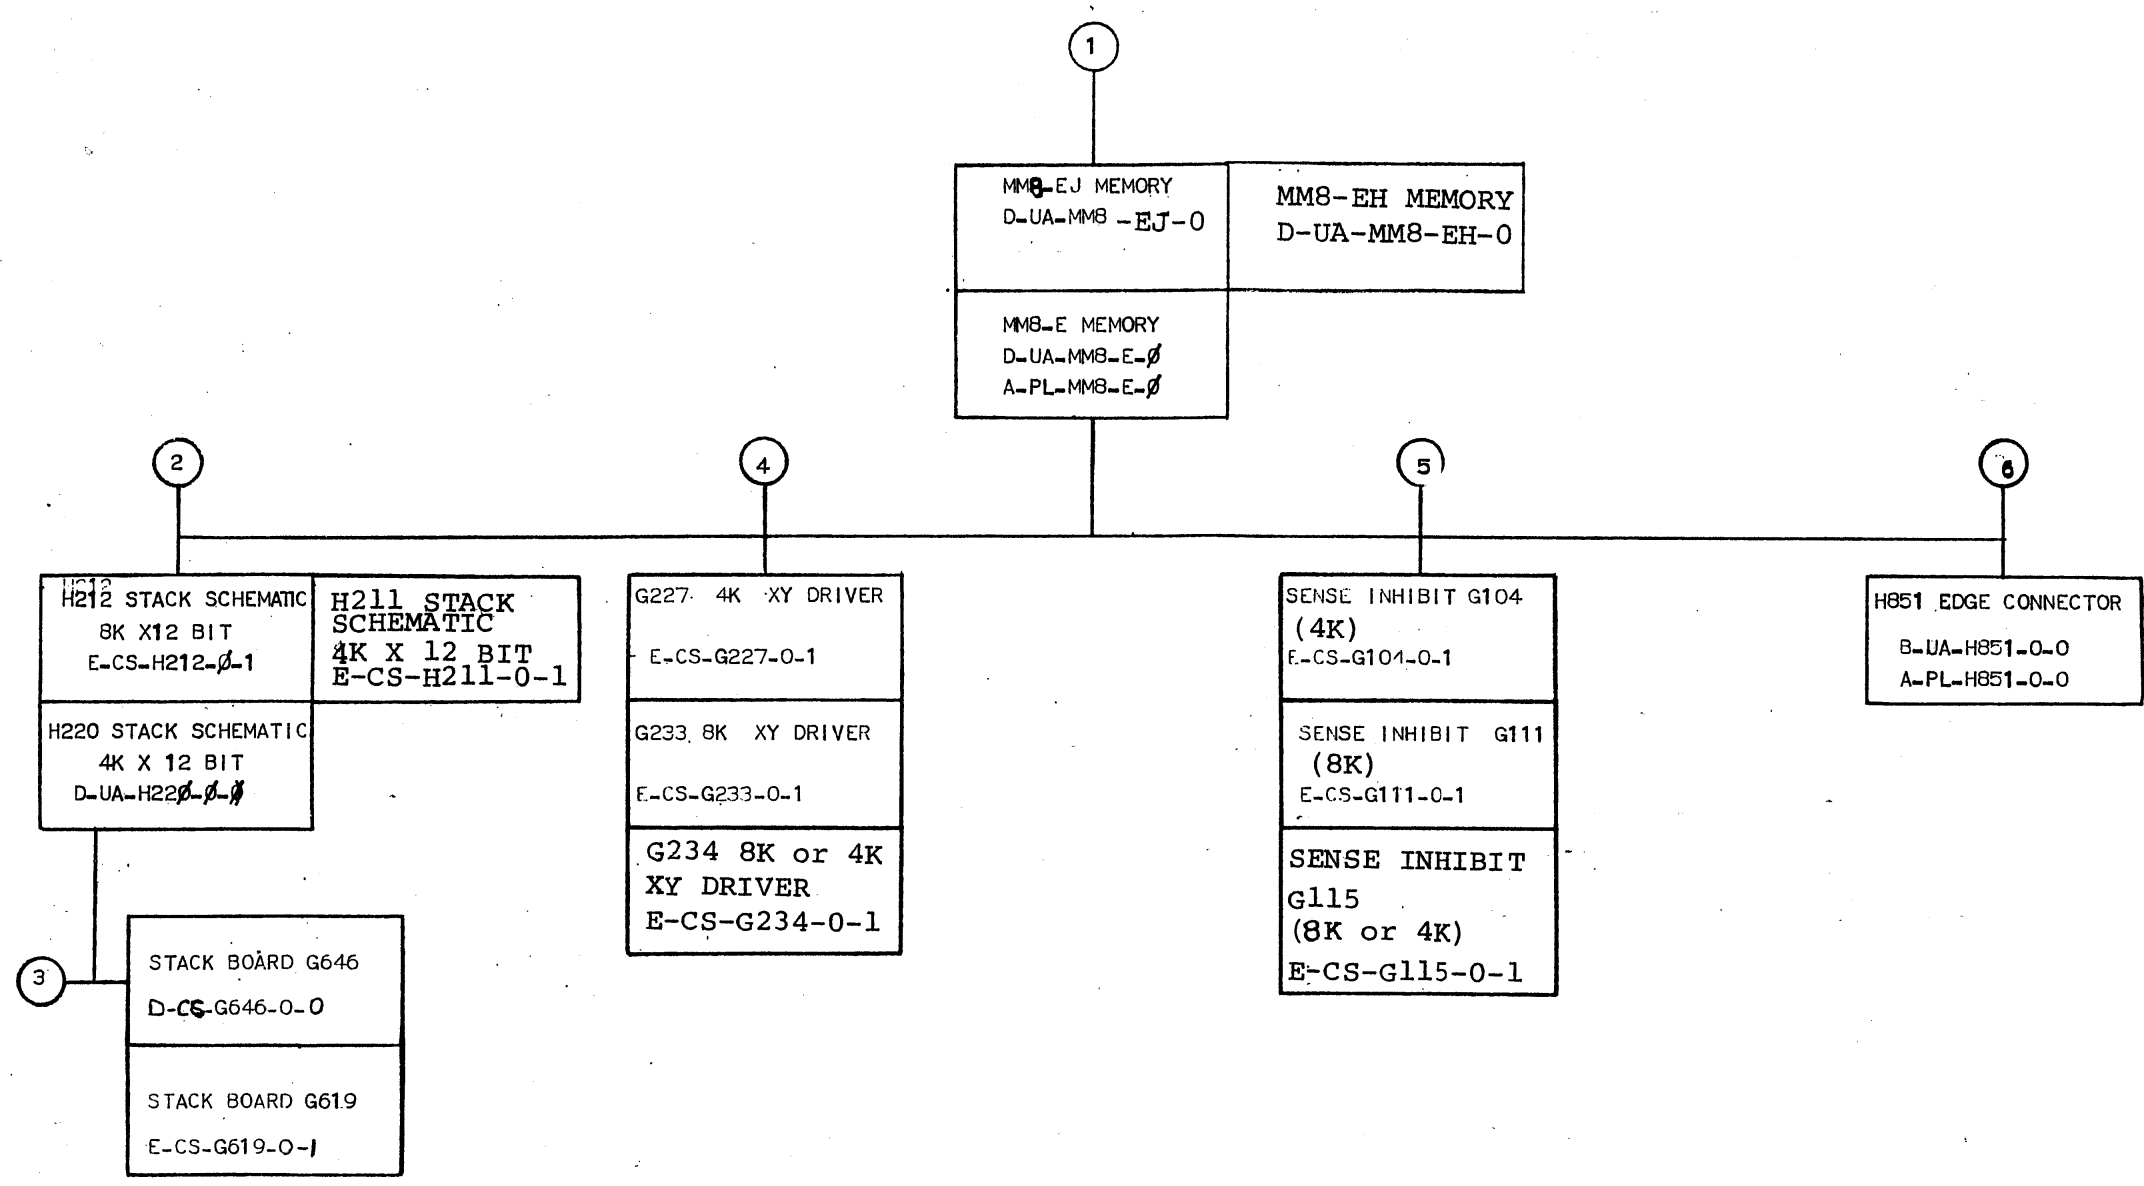 1
MM8-EJ MEMORY
D-UA-MM8-EJ-0
MM8-EH MEMORY
D-UA-MM8-EH-0
MM8-E MEMORY
D-UA-MM8-E-Ø
A-PL-MM8-E-Ø
2
4
5
6
H212 STACK SCHEMATIC
8K X12 BIT
E-CS-H212-Ø-1
H211 STACK
SCHEMATIC
4K X 12 BIT
E-CS-H211-0-1
H220 STACK SCHEMATIC
4K X 12 BIT
D-UA-H22Ø-Ø-Ø
3
STACK BOARD G646
D-CS-G646-0-0
STACK BOARD G619
E-CS-G619-0-1
G227 4K XY DRIVER
E-CS-G227-0-1
G233 8K XY DRIVER
E-CS-G233-0-1
G234 8K or 4K
XY DRIVER
E-CS-G234-0-1
SENSE INHIBIT G104
(4K)
E-CS-G104-0-1
SENSE INHIBIT G111
(8K)
E-CS-G111-0-1
SENSE INHIBIT
G115
(8K or 4K)
E-CS-G115-0-1
H851 EDGE CONNECTOR
B-UA-H851-0-0
A-PL-H851-0-0